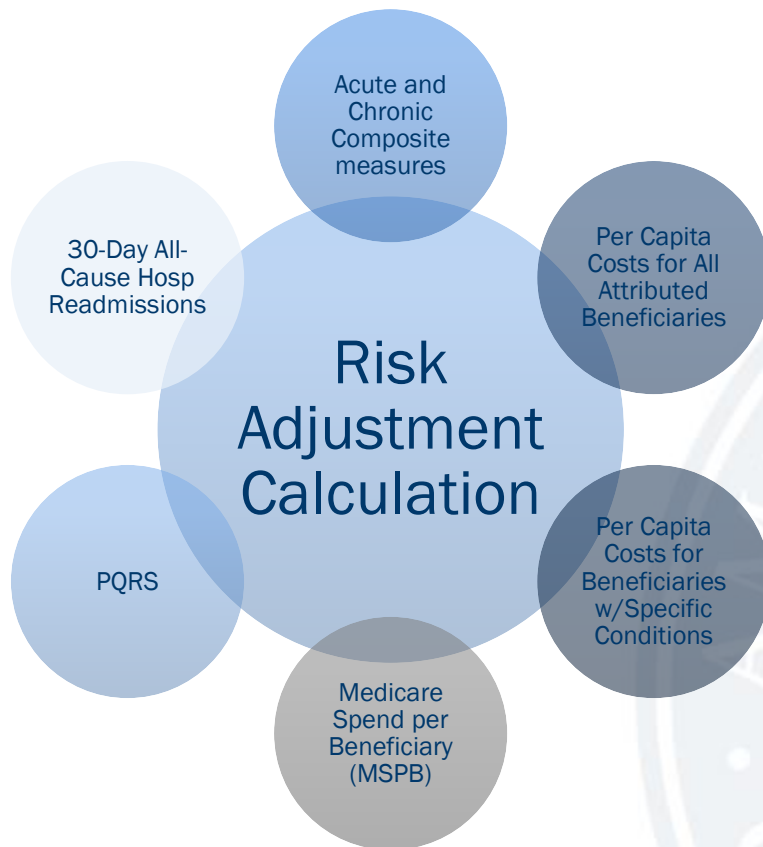 Acute and
Chronic
Composite
measures
30-Day All-
Cause Hosp
Readmissions
Per Capita
Costs for All
Attributed
Beneficiaries
Risk
Adjustment
Calculation
PQRS
Per Capita
Costs for
Beneficiaries
w/Specific
Conditions
Medicare
Spend per
Beneficiary
(MSPB)